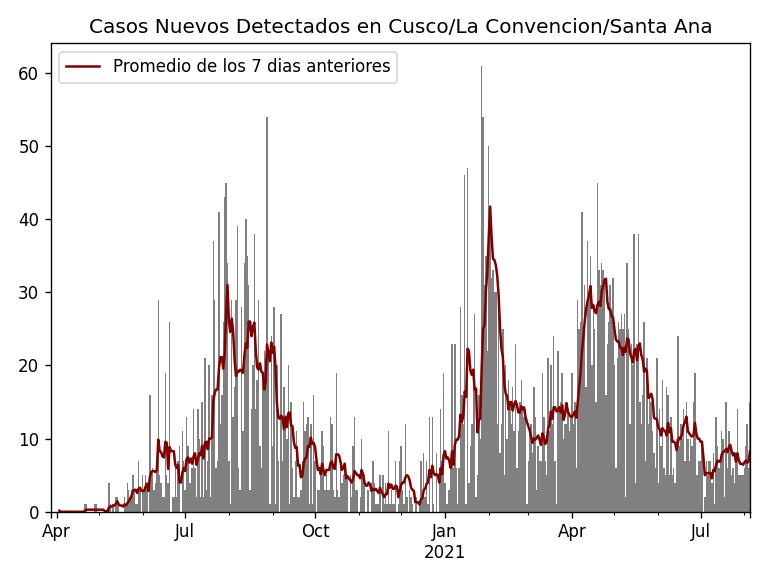 Casos Nuevos Detectados en Cusco/La Convencion/Santa Ana
Promedio de los 7 dias anteriores
60
50
40
30
20
10
0
Apr Jul Oct Jan Apr Jul
2021